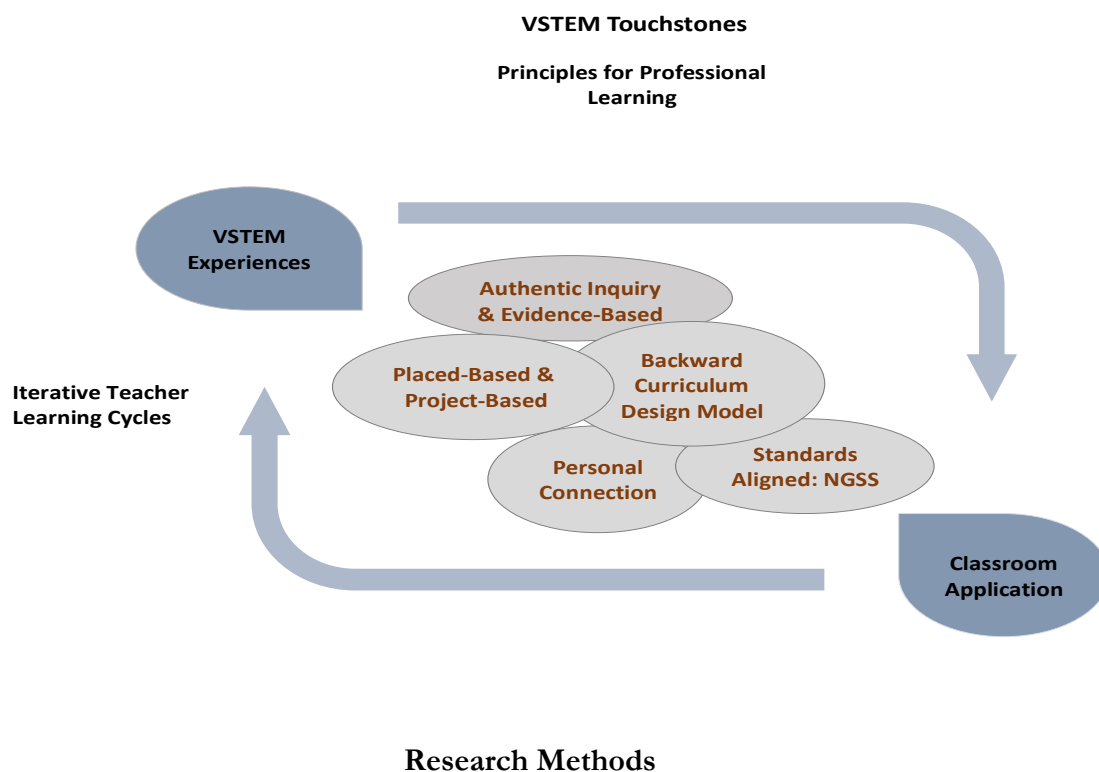 VSTEM Touchstones
Principles for Professional
Learning
VSTEM
Experiences
Authentic Inquiry
& Evidence-Based
Placed-Based &
Project-Based
Backward
Curriculum
Design Model
Iterative Teacher
Learning Cycles
Personal
Connection
Standards
Aligned: NGSS
Classroom
Application
Research Methods